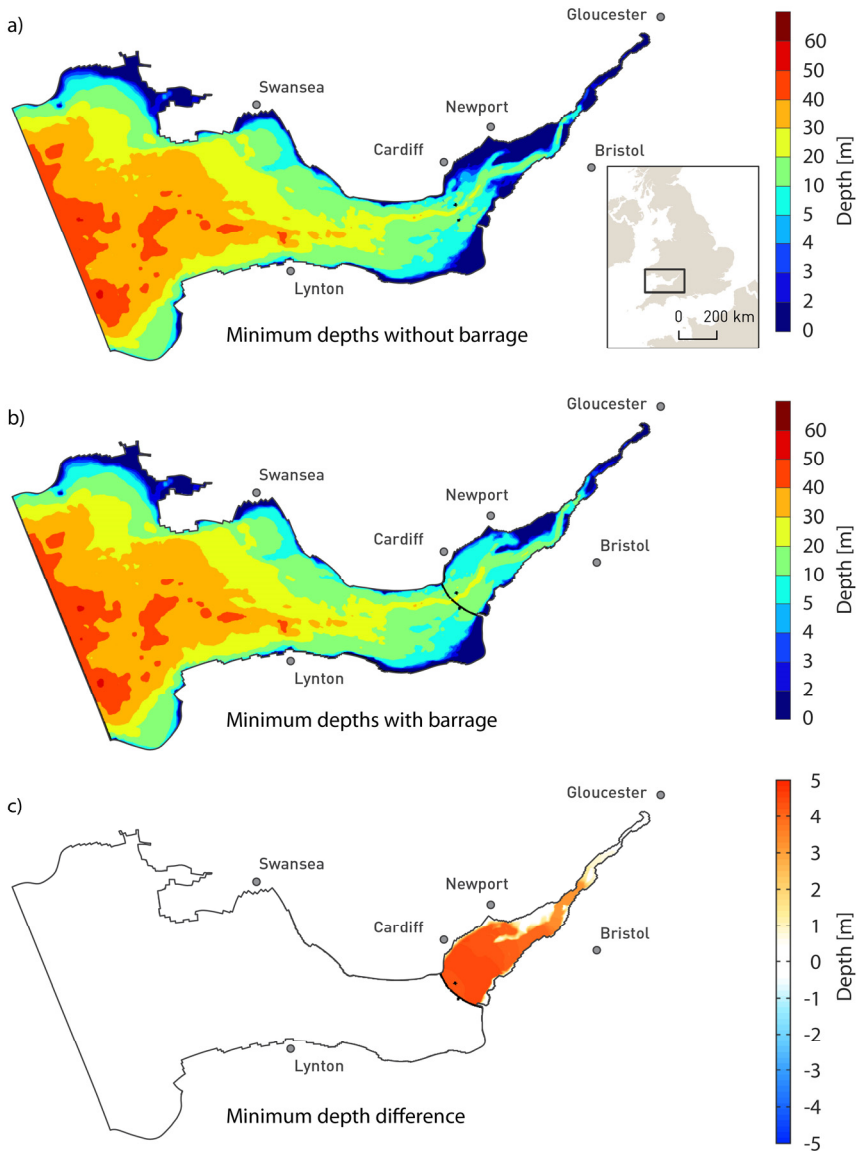 a)
Gloucester
Swansea
Newport
Cardiff
Bristol
Lynton
Minimum depths without barrage
0 200 km
60
50
40
30
20
10
5
4
3
2
0
Depth [m]
b)
Gloucester
Swansea
Newport
Cardiff
Bristol
Lynton
Minimum depths with barrage
60
50
40
30
20
10
5
4
3
2
0
Depth [m]
c)
Gloucester
Swansea
Newport
Cardiff
Bristol
Lynton
Minimum depth difference
5
4
3
2
1
0
-1
-2
-3
-4
-5
Depth [m]